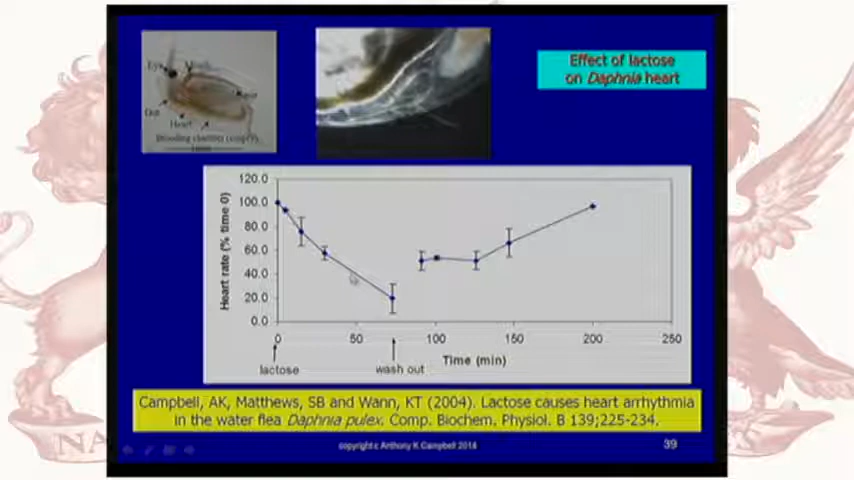 Effect of lactose
on Daphnia heart
Eye
Gut
Heart
120.0
100.0
80.0
60.0
40.0
20.0
0.0
Heart rate (% time 0)
0
50
100
150
200
250
Time (min)
lactose
wash out
Campbell, AK, Matthews, SB and Wann, KT (2004). Lactose causes heart arrhythmia
in the water flea Daphnia pulex. Comp. Biochem. Physiol. B 139;225-234.
copyright c Anthony K Campbell 2014
39
NA